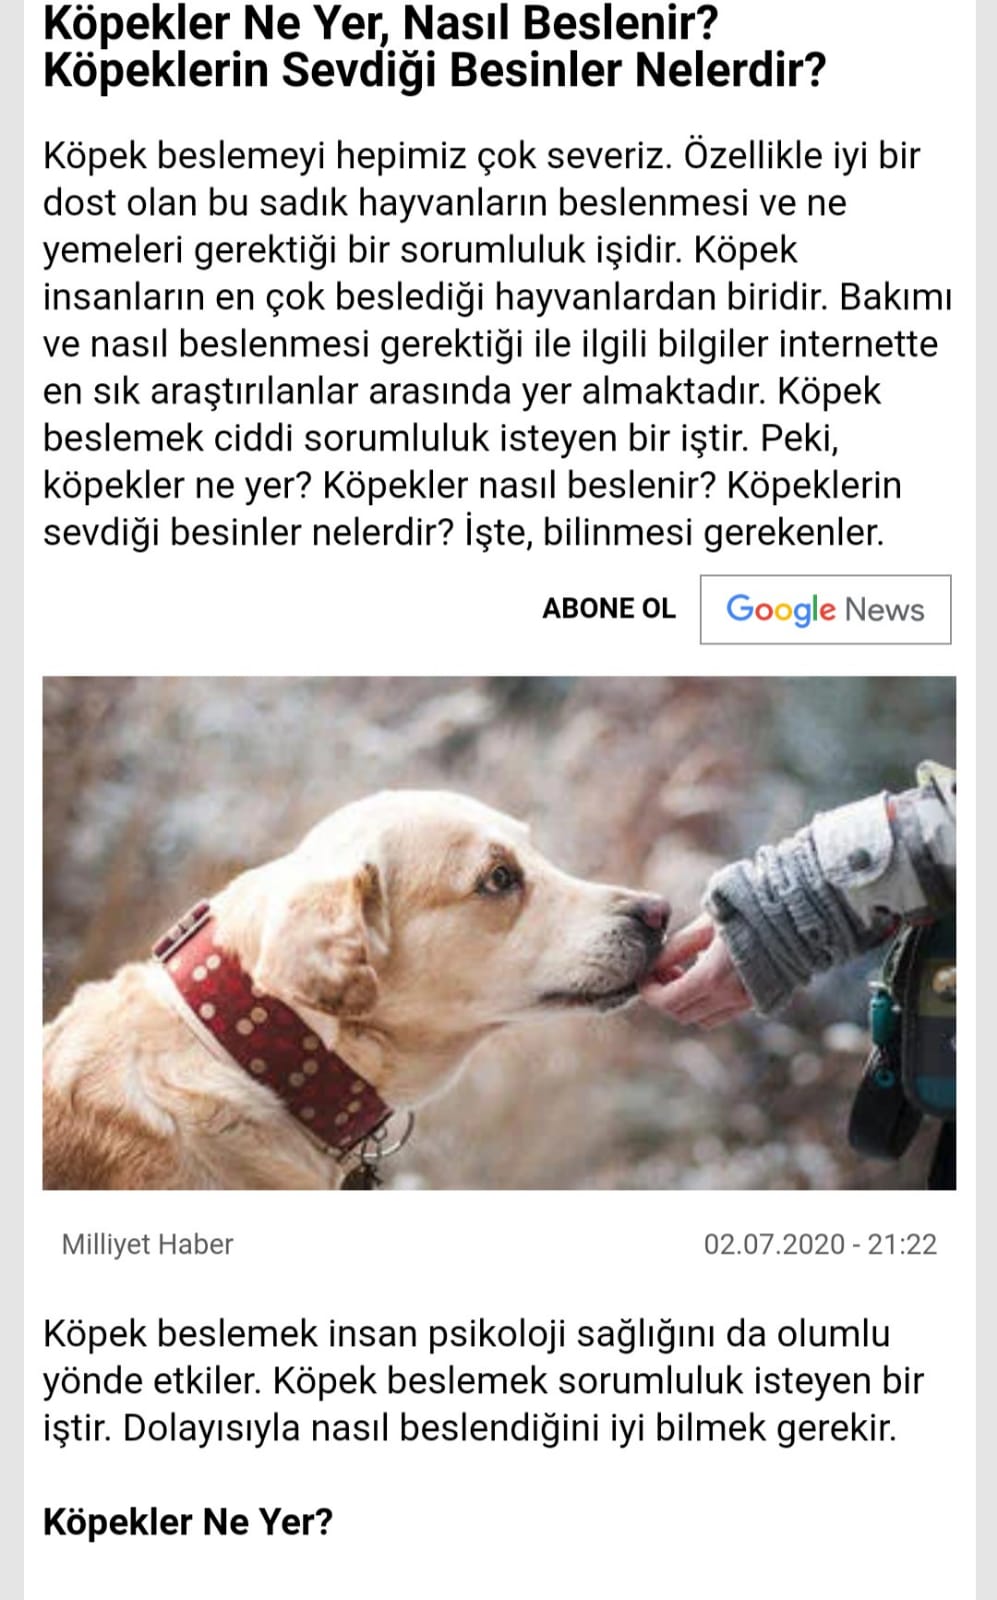 Köpekler Ne Yer, Nasıl Beslenir?
Köpeklerin Sevdiği Besinler Nelerdir?
Köpek beslemeyi hepimiz çok severiz. Özellikle iyi bir
dost olan bu sadık hayvanların beslenmesi ve ne
yemeleri gerektiği bir sorumluluk işidir. Köpek
insanların en çok beslediği hayvanlardan biridir. Bakımı
ve nasıl beslenmesi gerektiği ile ilgili bilgiler internette
en sık araştırılanlar arasında yer almaktadır. Köpek
beslemek ciddi sorumluluk isteyen bir iştir. Peki,
köpekler ne yer? Köpekler nasıl beslenir? Köpeklerin
sevdiği besinler nelerdir? İşte, bilinmesi gerekenler.
ABONE OL Google News
Milliyet Haber 02.07.2020 - 21:22
Köpek beslemek insan psikoloji sağlığını da olumlu
yönde etkiler. Köpek beslemek sorumluluk isteyen bir
iştir. Dolayısıyla nasıl beslendiğini iyi bilmek gerekir.
Köpekler Ne Yer?